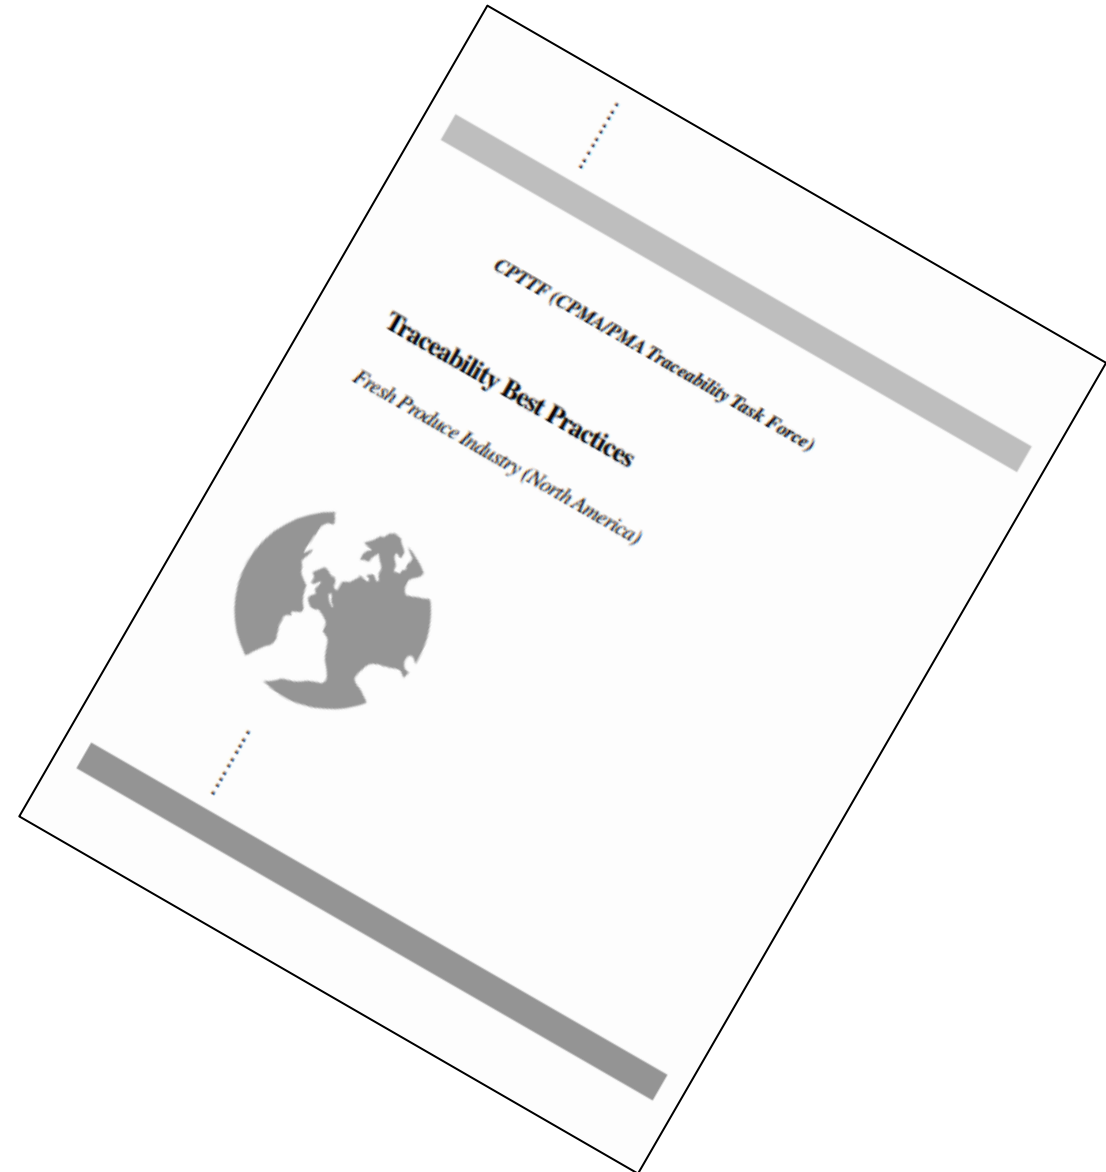 CPTTF (CPMA/PMA Traceability Task Force)
Traceability Best Practices
Fresh Produce Industry (North America)